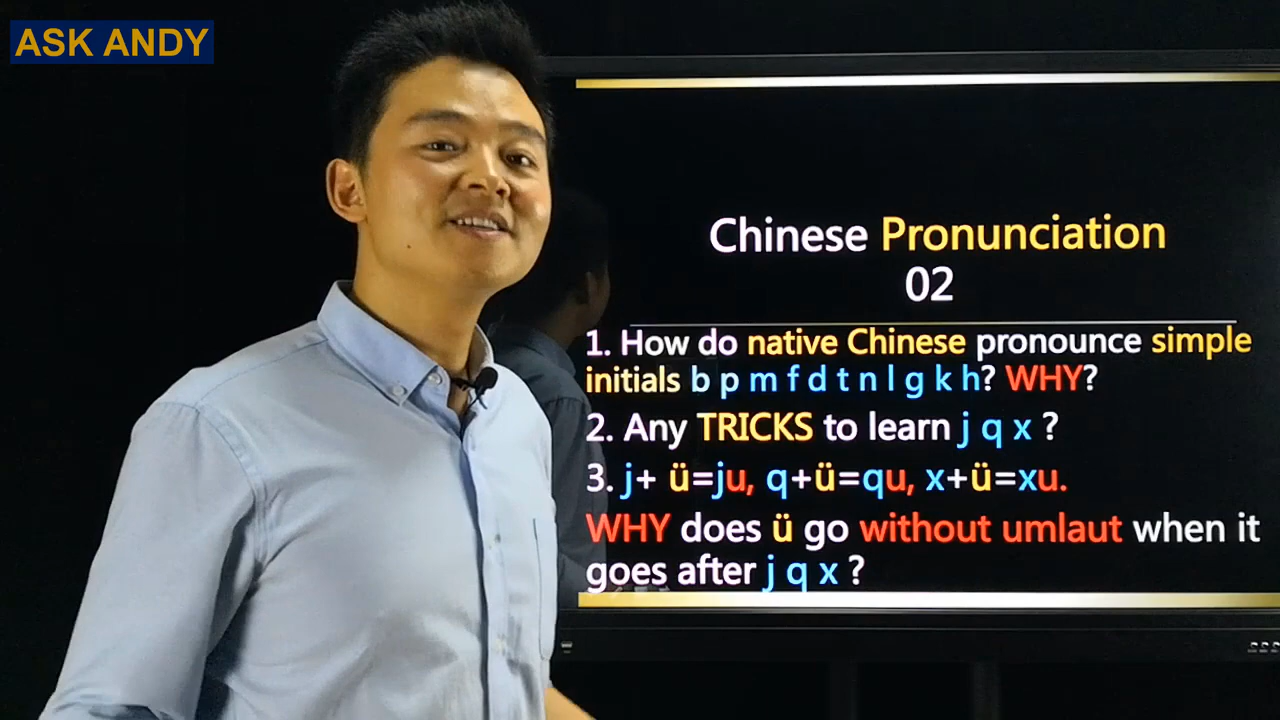 ASK ANDY
Chinese Pronunciation
02
1. How do native Chinese pronounce simple
initials b p m f d t n l g k h? WHY?
2. Any TRICKS to learn j q x ?
3. j+ ü=ju, q+ü=qu, x+ü=xu.
WHY does ü go without umlaut when it
goes after j q x ?